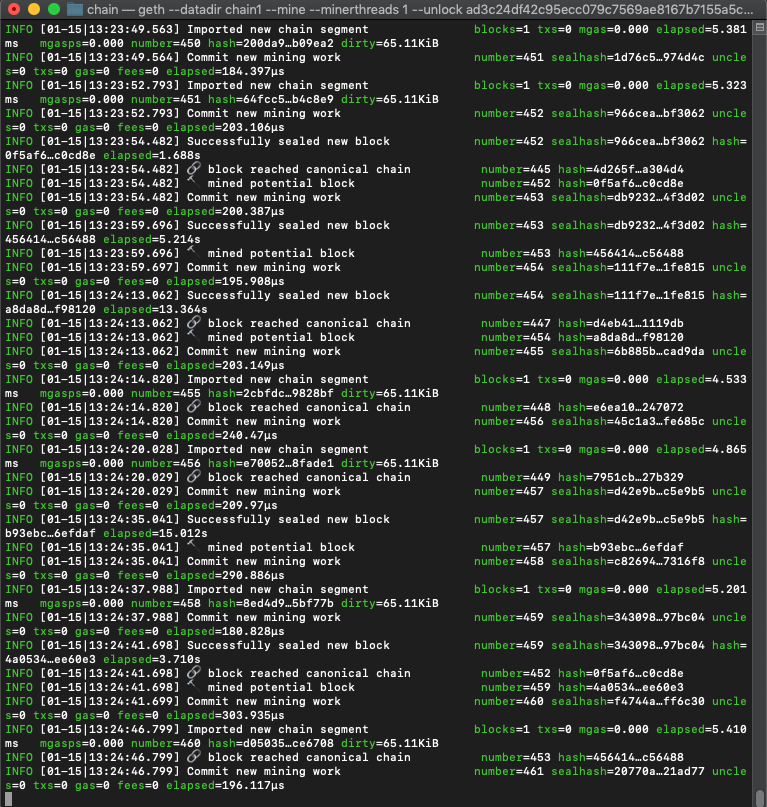 chain — geth --datadir chain1 --mine --minerthreads 1 --unlock ad3c24df42c95ecc079c7569ae8167b7155a5c...
INFO [01-15|13:23:49.563] Imported new chain segment blocks=1 txs=0 mgas=0.000 elapsed=5.381
ms mgasps=0.000 number=450 hash=200da9…b09ea2 dirty=65.11KiB
INFO [01-15|13:23:49.564] Commit new mining work number=451 sealhash=1d76c5…974d4c uncle
s=0 txs=0 gas=0 fees=0 elapsed=184.397µs
INFO [01-15|13:23:52.793] Imported new chain segment blocks=1 txs=0 mgas=0.000 elapsed=5.323
ms mgasps=0.000 number=451 hash=64fcc5…b4c8e9 dirty=65.11KiB
INFO [01-15|13:23:52.793] Commit new mining work number=452 sealhash=966cea…bf3062 uncle
s=0 txs=0 gas=0 fees=0 elapsed=203.106µs
INFO [01-15|13:23:54.482] Successfully sealed new block number=452 sealhash=966cea…bf3062 hash=
0f5af6…c0cd8e elapsed=1.688s
INFO [01-15|13:23:54.482] 🔗 block reached canonical chain number=445 hash=4d265f…a304d4
INFO [01-15|13:23:54.482] 🔨 mined potential block number=452 hash=0f5af6…c0cd8e
INFO [01-15|13:23:54.482] Commit new mining work number=453 sealhash=db9232…4f3d02 uncle
s=0 txs=0 gas=0 fees=0 elapsed=200.387µs
INFO [01-15|13:23:59.696] Successfully sealed new block number=453 sealhash=db9232…4f3d02 hash=
456414…c56488 elapsed=5.214s
INFO [01-15|13:23:59.696] 🔨 mined potential block number=453 hash=456414…c56488
INFO [01-15|13:23:59.697] Commit new mining work number=454 sealhash=111f7e…1fe815 uncle
s=0 txs=0 gas=0 fees=0 elapsed=195.908µs
INFO [01-15|13:24:13.062] Successfully sealed new block number=454 sealhash=111f7e…1fe815 hash=
a8da8d…f98120 elapsed=13.364s
INFO [01-15|13:24:13.062] 🔗 block reached canonical chain number=447 hash=d4eb41…1119db
INFO [01-15|13:24:13.062] 🔨 mined potential block number=454 hash=a8da8d…f98120
INFO [01-15|13:24:13.062] Commit new mining work number=455 sealhash=6b885b…cad9da uncle
s=0 txs=0 gas=0 fees=0 elapsed=203.149µs
INFO [01-15|13:24:14.820] Imported new chain segment blocks=1 txs=0 mgas=0.000 elapsed=4.533
ms mgasps=0.000 number=455 hash=2cbfdc…9828bf dirty=65.11KiB
INFO [01-15|13:24:14.820] 🔗 block reached canonical chain number=448 hash=e6ea10…247072
INFO [01-15|13:24:14.820] Commit new mining work number=456 sealhash=45c1a3…fe685c uncle
s=0 txs=0 gas=0 fees=0 elapsed=240.47µs
INFO [01-15|13:24:20.028] Imported new chain segment blocks=1 txs=0 mgas=0.000 elapsed=4.865
ms mgasps=0.000 number=456 hash=e70052…8fade1 dirty=65.11KiB
INFO [01-15|13:24:20.029] 🔗 block reached canonical chain number=449 hash=7951cb…27b329
INFO [01-15|13:24:20.029] Commit new mining work number=457 sealhash=d42e9b…c5e9b5 uncle
s=0 txs=0 gas=0 fees=0 elapsed=209.97µs
INFO [01-15|13:24:35.041] Successfully sealed new block number=457 sealhash=d42e9b…c5e9b5 hash=
b93ebc…6efdaf elapsed=15.012s
INFO [01-15|13:24:35.041] 🔨 mined potential block number=457 hash=b93ebc…6efdaf
INFO [01-15|13:24:35.041] Commit new mining work number=458 sealhash=c82694…7316f8 uncle
s=0 txs=0 gas=0 fees=0 elapsed=290.886µs
INFO [01-15|13:24:37.988] Imported new chain segment blocks=1 txs=0 mgas=0.000 elapsed=5.201
ms mgasps=0.000 number=458 hash=8ed4d9…5bf77b dirty=65.11KiB
INFO [01-15|13:24:37.988] Commit new mining work number=459 sealhash=343098…97bc04 uncle
s=0 txs=0 gas=0 fees=0 elapsed=180.828µs
INFO [01-15|13:24:41.698] Successfully sealed new block number=459 sealhash=343098…97bc04 hash=
4a0534…ee60e3 elapsed=3.710s
INFO [01-15|13:24:41.698] 🔗 block reached canonical chain number=452 hash=0f5af6…c0cd8e
INFO [01-15|13:24:41.698] 🔨 mined potential block number=459 hash=4a0534…ee60e3
INFO [01-15|13:24:41.699] Commit new mining work number=460 sealhash=f4744a…ff6c30 uncle
s=0 txs=0 gas=0 fees=0 elapsed=303.935µs
INFO [01-15|13:24:46.799] Imported new chain segment blocks=1 txs=0 mgas=0.000 elapsed=5.410
ms mgasps=0.000 number=460 hash=d05035…ce6708 dirty=65.11KiB
INFO [01-15|13:24:46.799] 🔗 block reached canonical chain number=453 hash=456414…c56488
INFO [01-15|13:24:46.799] Commit new mining work number=461 sealhash=20770a…21ad77 uncle
s=0 txs=0 gas=0 fees=0 elapsed=196.117µs